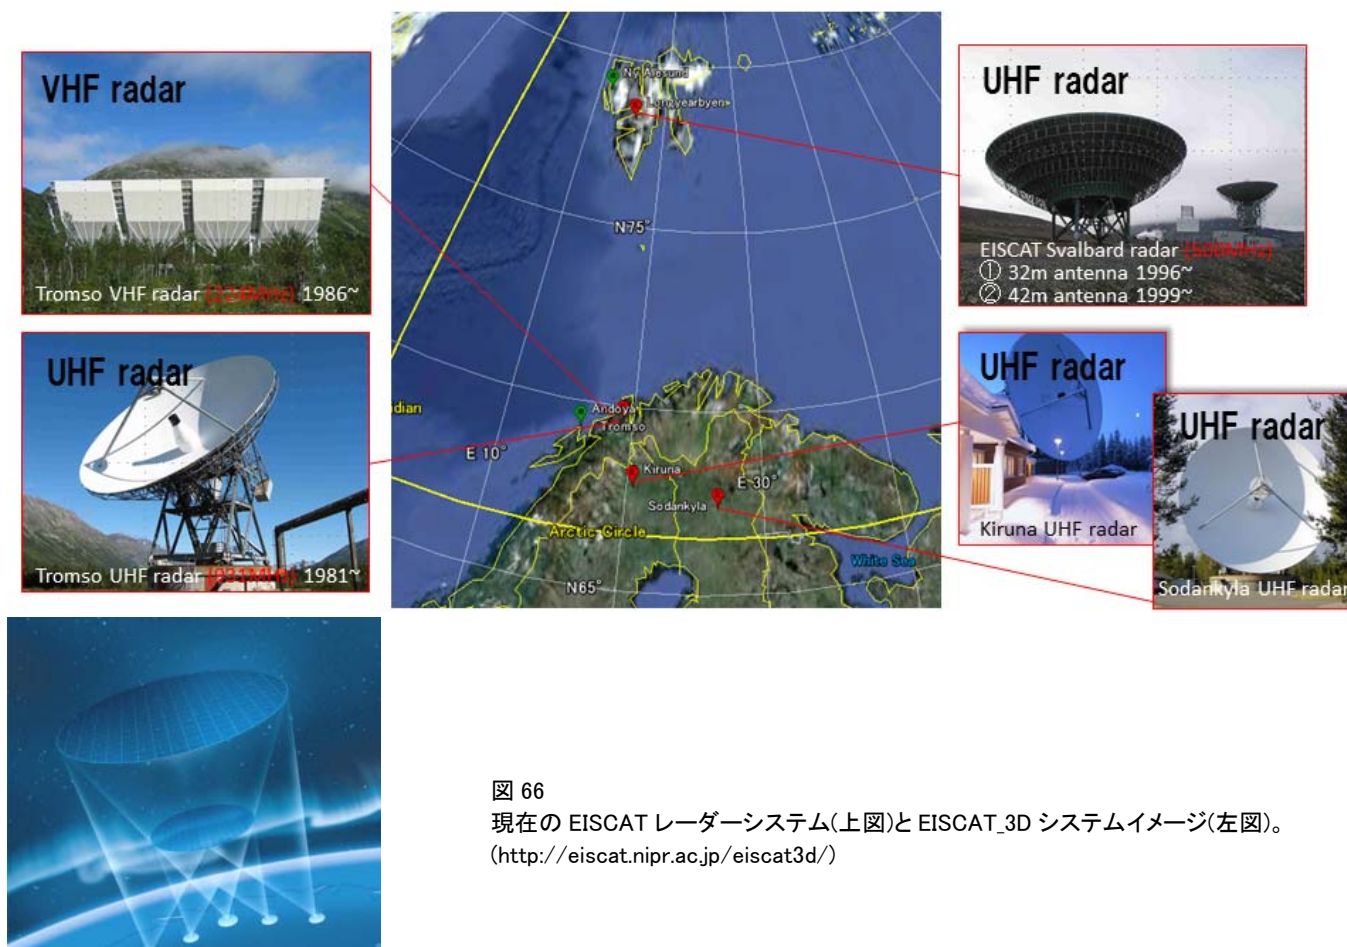 VHF radar
Tromso VHF radar (224MHz) 1986~
UHF radar
Tromso UHF radar (931MHz) 1981~
Ny Alesund
Longyearbyen
N75°
Andoya
Tromso
dian
E 10°
Kiruna
E 30°
Sodankyla
Arctic Circle
White Sea
N65°
UHF radar
EISCAT Svalbard radar (500MHz)
① 32m antenna 1996~
② 42m antenna 1999~
UHF radar
Kiruna UHF radar
UHF radar
Sodankyla UHF radar
図 66
現在の EISCAT レーダーシステム(上図)と EISCAT_3D システムイメージ(左図)。
(http://eiscat.nipr.ac.jp/eiscat3d/)